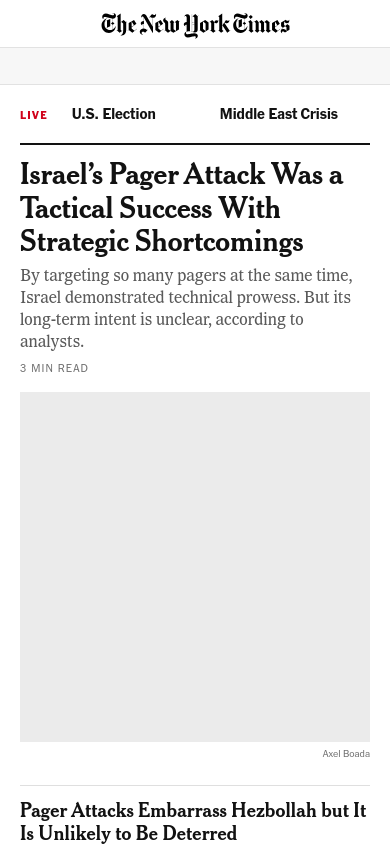 The New York Times
LIVE U.S. Election Middle East Crisis
Israel’s Pager Attack Was a
Tactical Success With
Strategic Shortcomings
By targeting so many pagers at the same time,
Israel demonstrated technical prowess. But its
long-term intent is unclear, according to
analysts.
3 MIN READ
Axel Boada
Pager Attacks Embarrass Hezbollah but It
Is Unlikely to Be Deterred